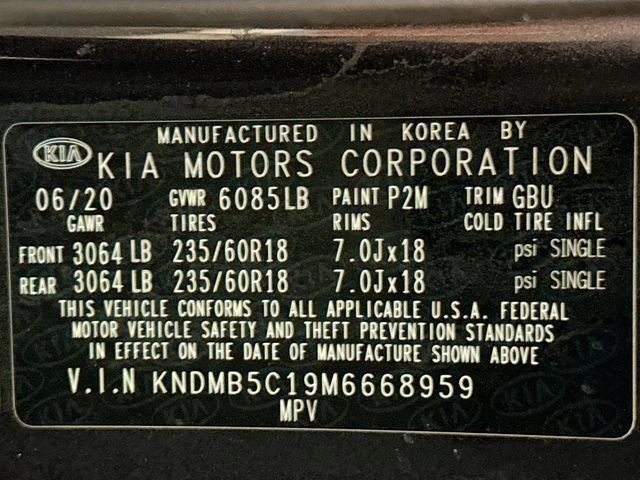 MANUFACTURED IN KOREA BY
KIA KIA MOTORS CORPORATION
06/20 GVWR 6085LB PAINT P2M TRIM GBU
GAWR TIRES RIMS COLD TIRE INFL
FRONT 3064 LB 235/60R18 7.0Jx18 psi SINGLE
REAR 3064 LB 235/60R18 7.0Jx18 psi SINGLE
THIS VEHICLE CONFORMS TO ALL APPLICABLE U.S.A. FEDERAL
MOTOR VEHICLE SAFETY AND THEFT PREVENTION STANDARDS
IN EFFECT ON THE DATE OF MANUFACTURE SHOWN ABOVE
V.I.N KNDMB5C19M6668959
MPV